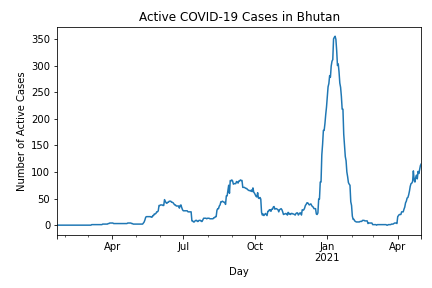 Active COVID-19 Cases in Bhutan
Number of Active Cases
350
300
250
200
150
100
50
0
Apr
Jul
Oct
Jan
2021
Apr
Day